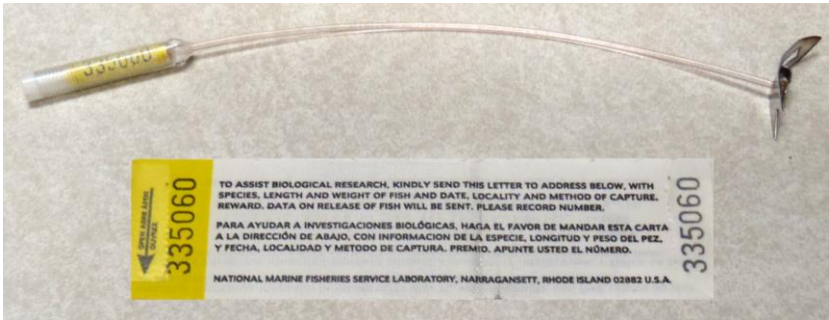 335060
OPEN ABRE ABRA
OUVREZ
335060
TO ASSIST BIOLOGICAL RESEARCH, KINDLY SEND THIS LETTER TO ADDRESS BELOW, WITH
SPECIES, LENGTH AND WEIGHT OF FISH AND DATE, LOCALITY AND METHOD OF CAPTURE.
REWARD. DATA ON RELEASE OF FISH WILL BE SENT. PLEASE RECORD NUMBER.
PARA AYUDAR A INVESTIGACIONES BIOLÓGICAS, HAGA EL FAVOR DE MANDAR ESTA CARTA
A LA DIRECCIÓN DE ABAJO, CON INFORMACION DE LA ESPECIE, LONGITUD Y PESO DEL PEZ,
Y FECHA, LOCALIDAD Y METODO DE CAPTURA. PREMIO. APUNTE USTED EL NÚMERO.
NATIONAL MARINE FISHERIES SERVICE LABORATORY, NARRAGANSETT, RHODE ISLAND 02882 U.S.A.
335060